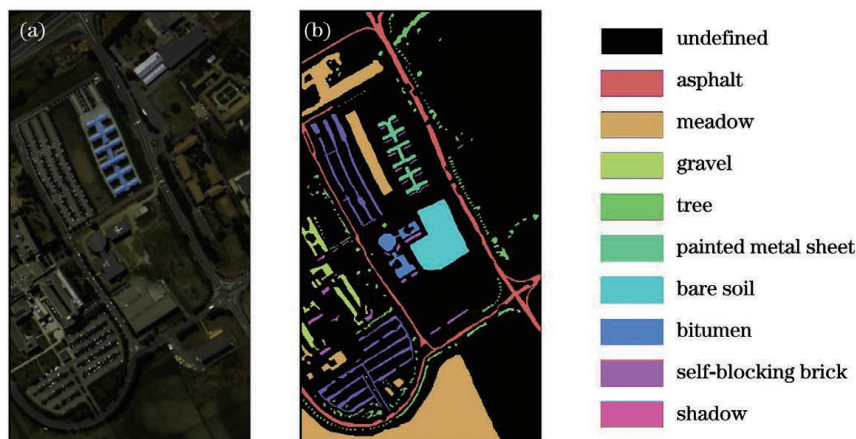 (a)
(b)
undefined
asphalt
meadow
gravel
tree
painted metal sheet
bare soil
bitumen
self-blocking brick
shadow